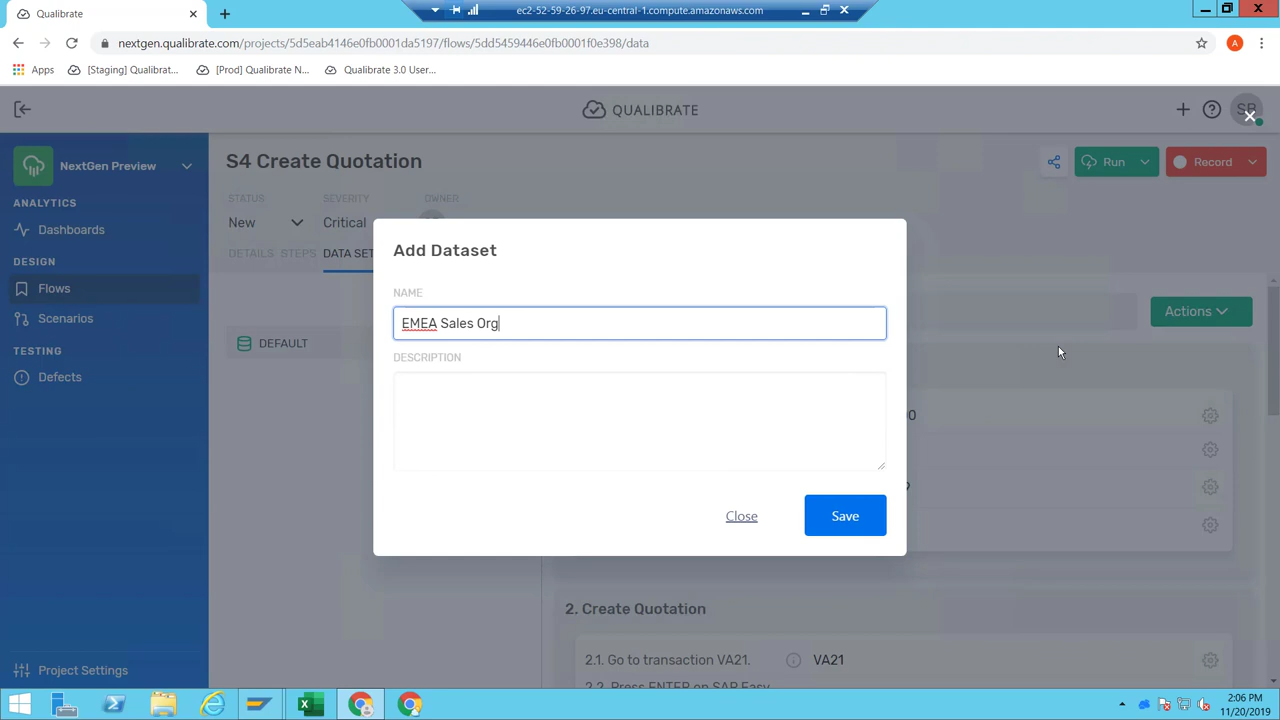 Qualibrate
ec2-52-59-26-97.eu-central-1.compute.amazonaws.com
nextgen.qualibrate.com/projects/5d5eab4146e0fb0001da5197/flows/5dd5459446e0fb0001f0e398/data
A
Apps
[Staging] Qualibrat...
[Prod] Qualibrate N...
Qualibrate 3.0 User...
QUALIBRATE
SB
NextGen Preview
S4 Create Quotation
Run
Record
STATUS
SEVERITY
OWNER
New
Critical
DETAILS
STEPS
DATA SET
ANALYTICS
Dashboards
DESIGN
Flows
Scenarios
TESTING
Defects
Project Settings
DEFAULT
Actions
Add Dataset
NAME
EMEA Sales Org
DESCRIPTION
Close
Save
2. Create Quotation
2.1. Go to transaction VA21.
VA21
2.2. Press ENTER on SAP Easy
2:06 PM
11/20/2019